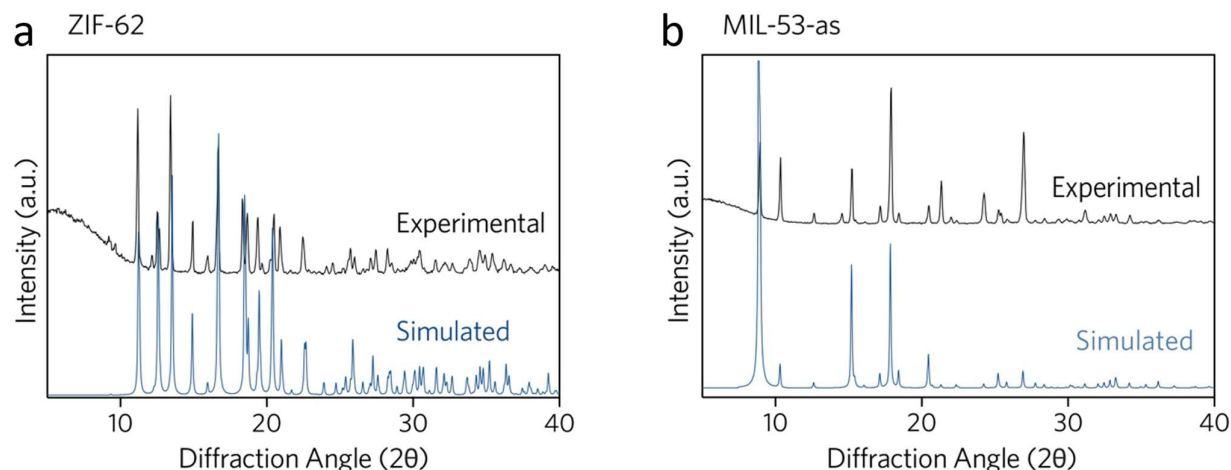 a ZIF-62
Intensity (a.u.)
Experimental
Simulated
10 20 30 40
Diffraction Angle (2θ)
b MIL-53-as
Intensity (a.u.)
Experimental
Simulated
10 20 30 40
Diffraction Angle (2θ)